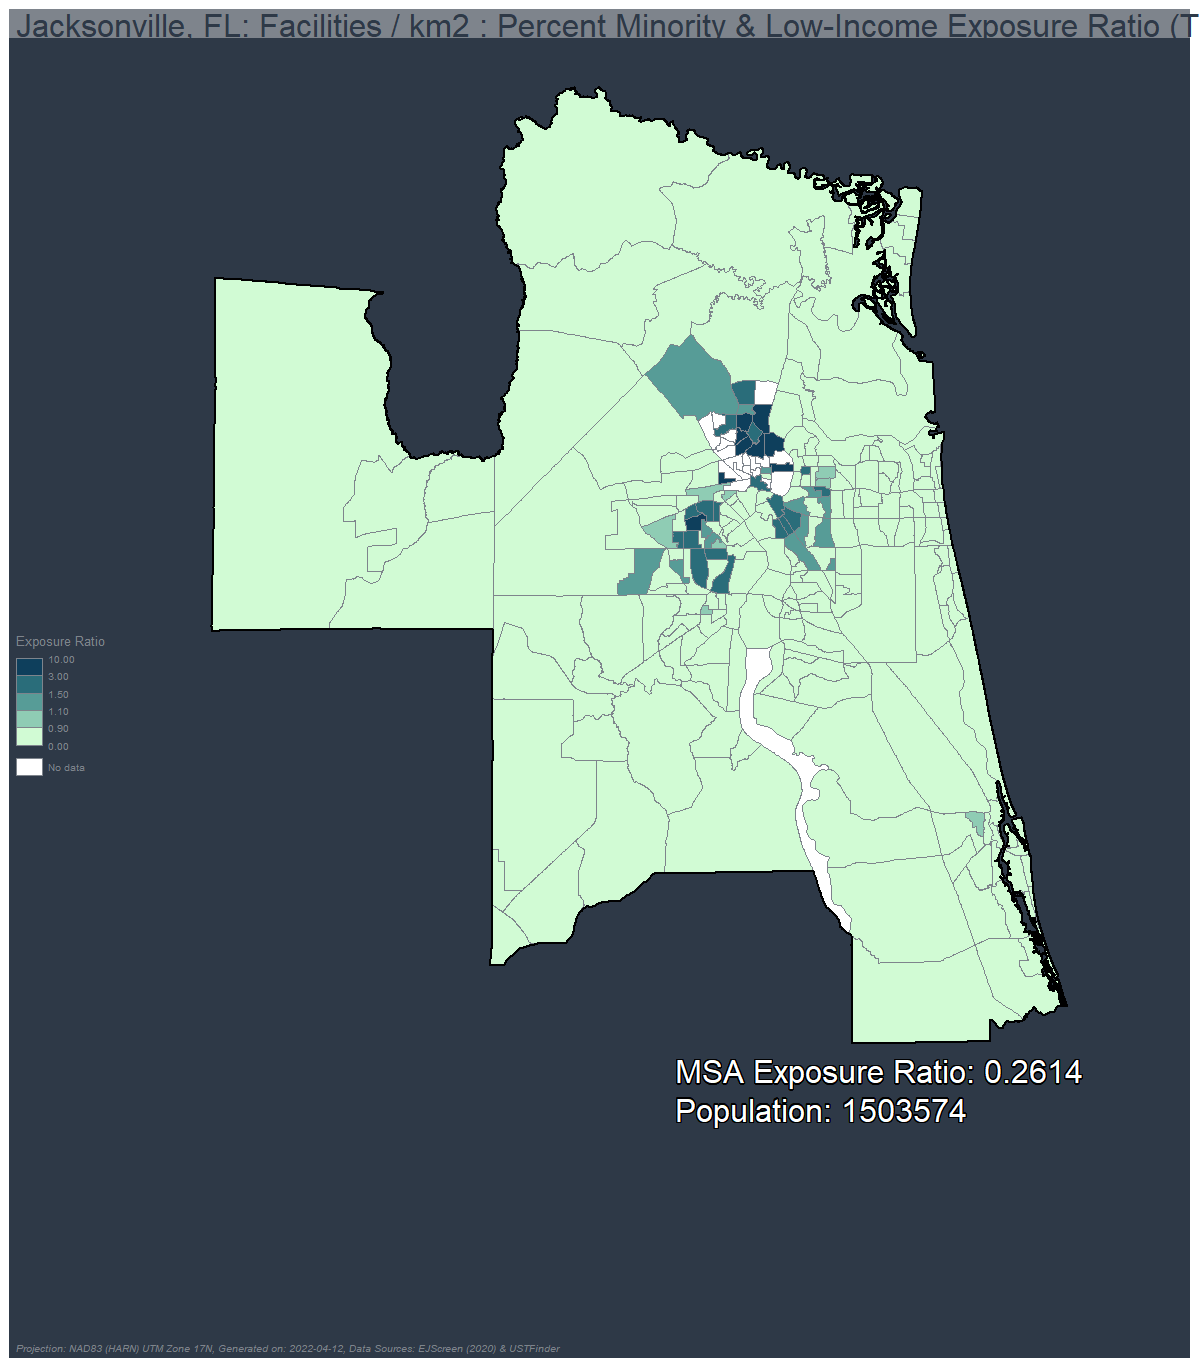 Jacksonville, FL: Facilities / km2 : Percent Minority & Low-Income Exposure Ratio (T
Exposure Ratio
10.00
3.00
1.50
1.10
0.90
0.00
No data
MSA Exposure Ratio: 0.2614
Population: 1503574
Projection: NAD83 (HARN) UTM Zone 17N, Generated on: 2022-04-12, Data Sources: EJScreen (2020) & USTFinder